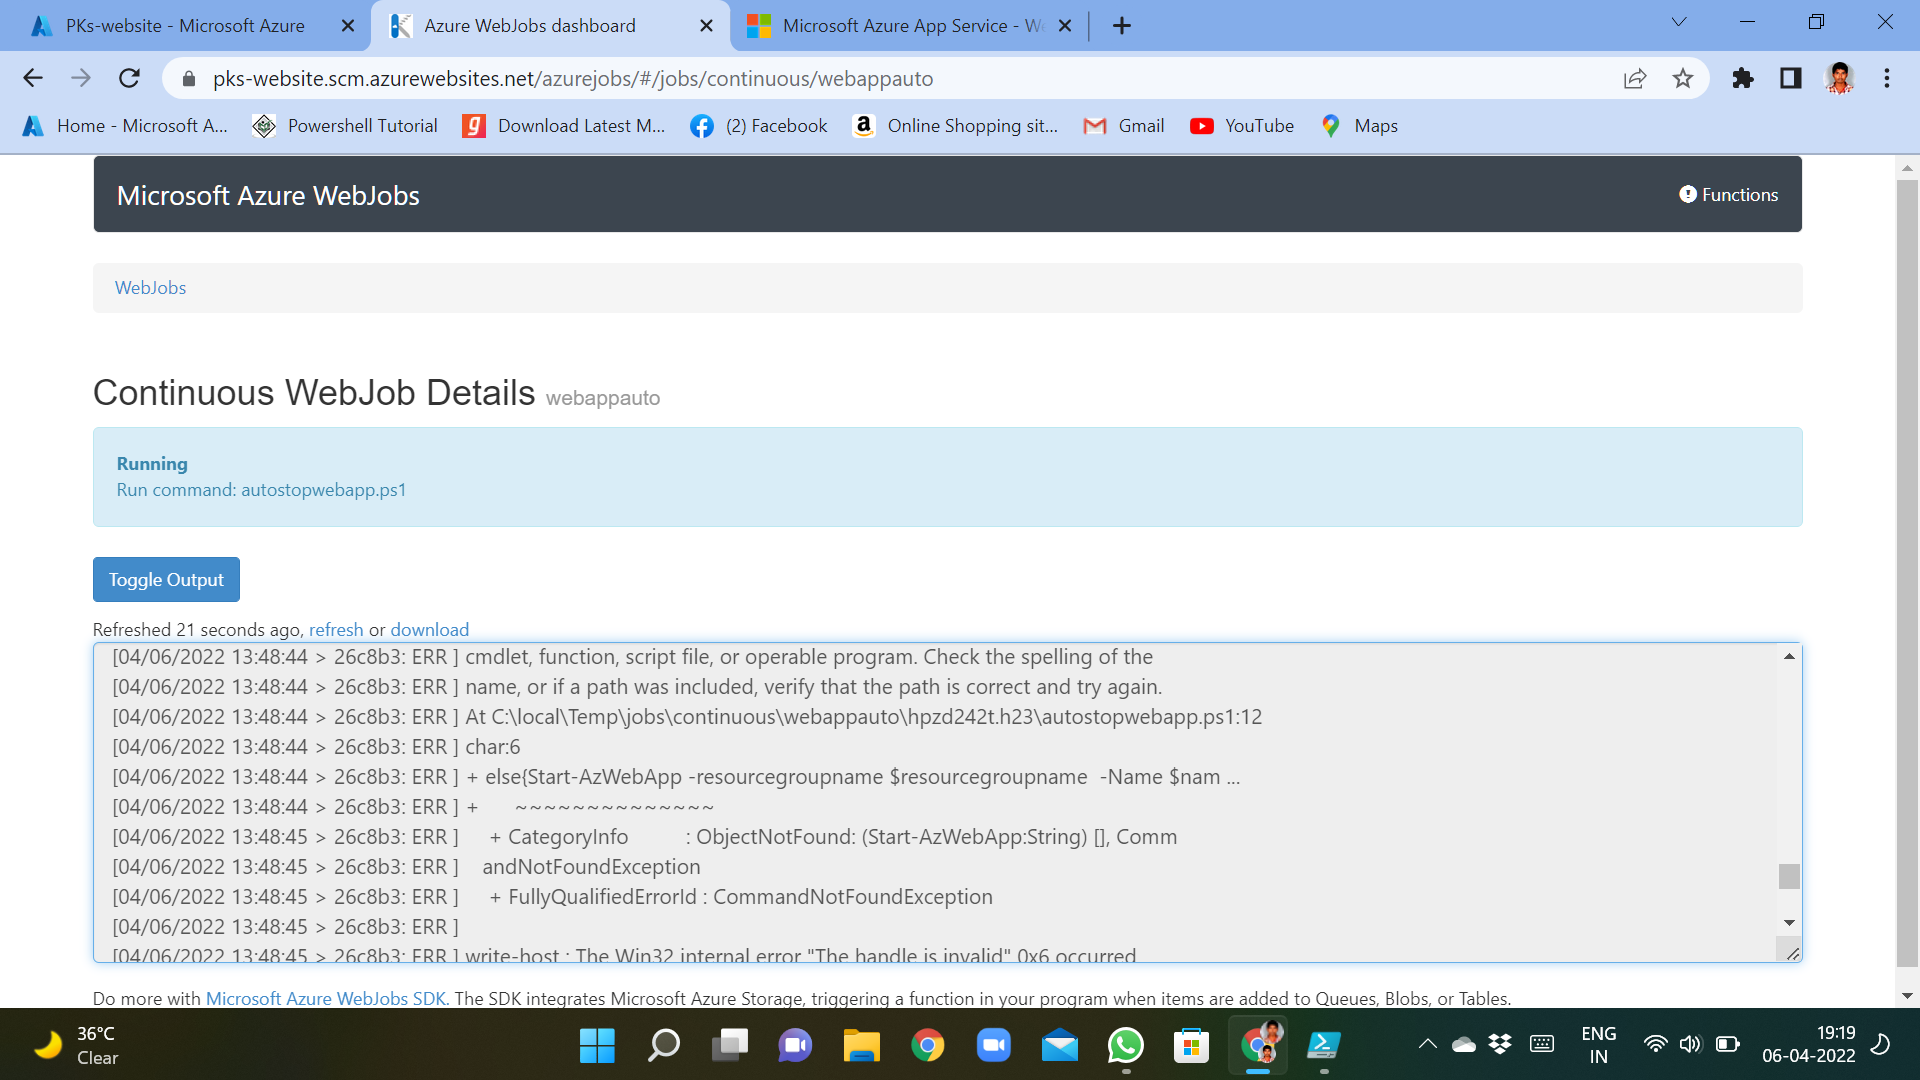 PKs-website - Microsoft Azure
Azure WebJobs dashboard
Microsoft Azure App Service - We
pks-website.scm.azurewebsites.net/azurejobs/#/jobs/continuous/webappauto
Home - Microsoft A...
Powershell Tutorial
Download Latest M...
(2) Facebook
Online Shopping sit...
Gmail
YouTube
Maps
Microsoft Azure WebJobs
Functions
WebJobs
Continuous WebJob Details webappauto
Running
Run command: autostopwebapp.ps1
Toggle Output
Refreshed 21 seconds ago, refresh or download
[04/06/2022 13:48:44 > 26c8b3: ERR ] cmdlet, function, script file, or operable program. Check the spelling of the
[04/06/2022 13:48:44 > 26c8b3: ERR ] name, or if a path was included, verify that the path is correct and try again.
[04/06/2022 13:48:44 > 26c8b3: ERR ] At C:\local\Temp\jobs\continuous\webappauto\hpzd242t.h23\autostopwebapp.ps1:12
[04/06/2022 13:48:44 > 26c8b3: ERR ] char:6
[04/06/2022 13:48:44 > 26c8b3: ERR ] + else{Start-AzWebApp -resourcegroupname $resourcegroupname  -Name $nam ...
[04/06/2022 13:48:44 > 26c8b3: ERR ] +      ~~~~~~~~~~~~~~
[04/06/2022 13:48:45 > 26c8b3: ERR ]     + CategoryInfo          : ObjectNotFound: (Start-AzWebApp:String) [], Comm
[04/06/2022 13:48:45 > 26c8b3: ERR ]    andNotFoundException
[04/06/2022 13:48:45 > 26c8b3: ERR ]     + FullyQualifiedErrorId : CommandNotFoundException
[04/06/2022 13:48:45 > 26c8b3: ERR ]
[04/06/2022 13:48:45 > 26c8b3: ERR ] write-host : The Win32 internal error "The handle is invalid" 0x6 occurred
Do more with Microsoft Azure WebJobs SDK. The SDK integrates Microsoft Azure Storage, triggering a function in your program when items are added to Queues, Blobs, or Tables.
36°C
Clear
ENG
IN
19:19
06-04-2022